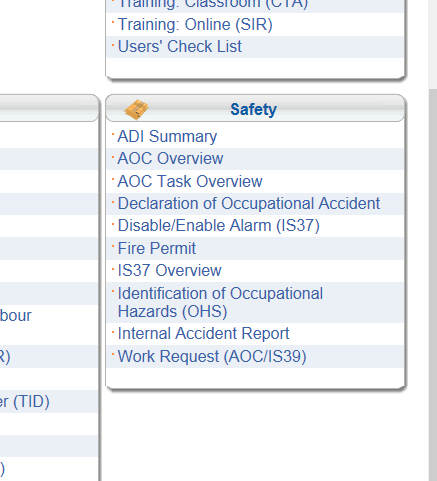 Training: Classroom (CTA)
Training: Online (SIR)
Users' Check List
Safety
ADI Summary
AOC Overview
AOC Task Overview
Declaration of Occupational Accident
Disable/Enable Alarm (IS37)
Fire Permit
IS37 Overview
Identification of Occupational
Hazards (OHS)
Internal Accident Report
Work Request (AOC/IS39)
bour
R)
er (TID)
)